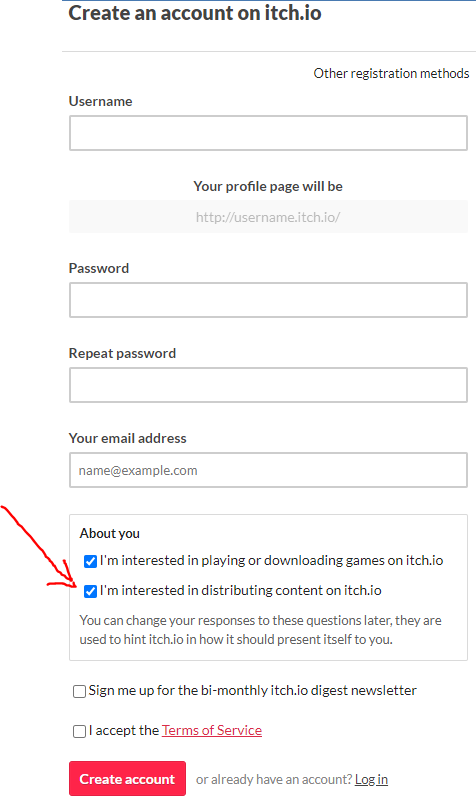 Create an account on itch.io
Other registration methods
Username
Your profile page will be
http://username.itch.io/
Password
Repeat password
Your email address
name@example.com
About you
I'm interested in playing or downloading games on itch.io
I'm interested in distributing content on itch.io
You can change your responses to these questions later, they are
used to hint itch.io in how it should present itself to you.
Sign me up for the bi-monthly itch.io digest newsletter
I accept the Terms of Service
Create account or already have an account? Log in